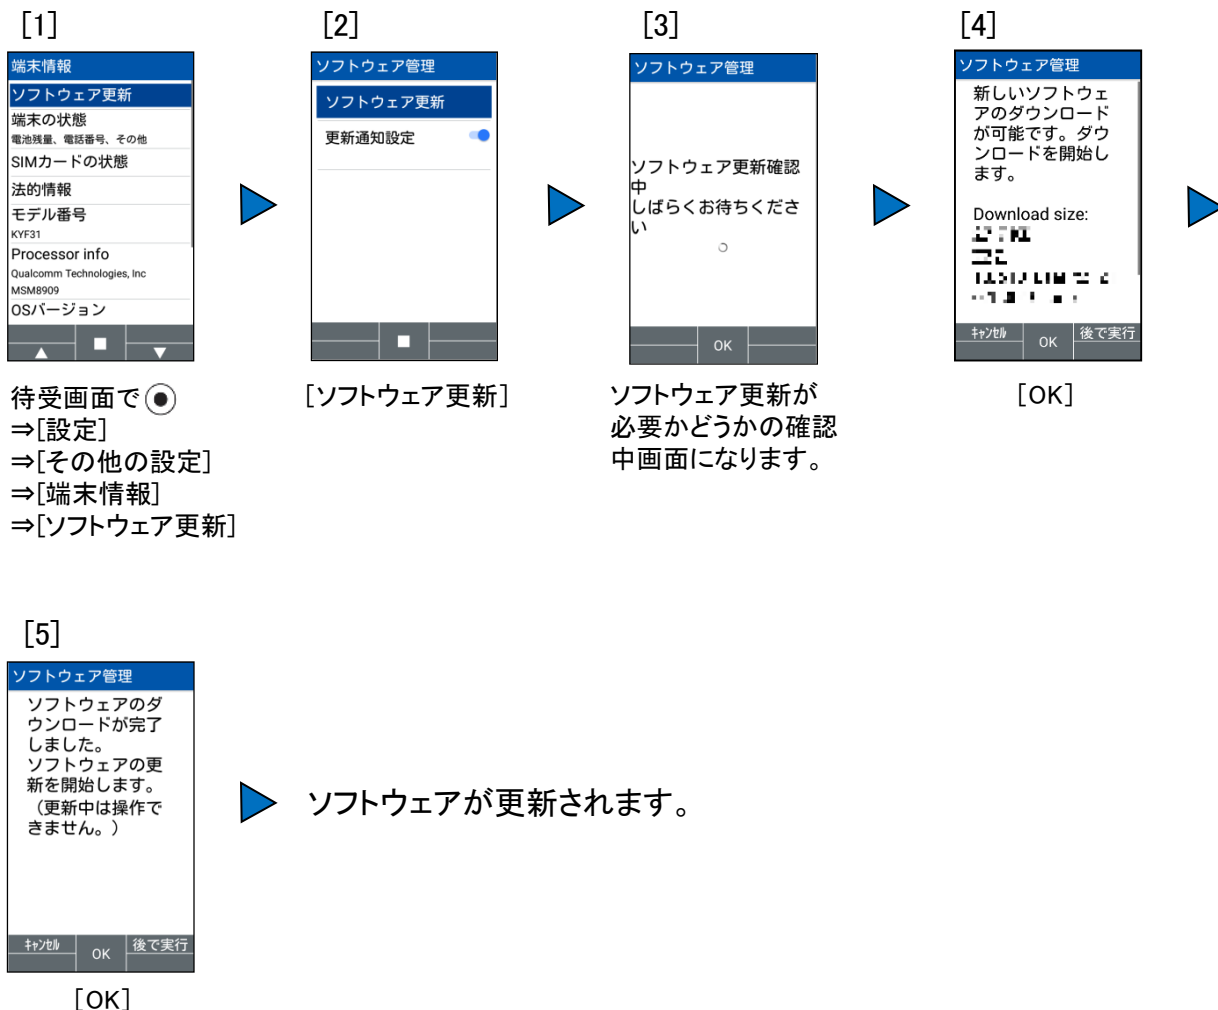 [1]
端末情報
ソフトウェア更新
端末の状態
電池残量、電話番号、その他
SIMカードの状態
法的情報
モデル番号
KYF31
Processor info
Qualcomm Technologies, Inc
MSM8909
OSバージョン
待受画面で
⇒[設定]
⇒[その他の設定]
⇒[端末情報]
⇒[ソフトウェア更新]
[2]
ソフトウェア管理
ソフトウェア更新
更新通知設定
[ソフトウェア更新]
[3]
ソフトウェア管理
ソフトウェア更新確認
中
しばらくお待ちくださ
い
OK
ソフトウェア更新が
必要かどうかの確認
中画面になります。
[4]
ソフトウェア管理
新しいソフトウェ
アのダウンロード
が可能です。ダウ
ンロードを開始し
ます。
Download size:
ｷｬﾝｾﾙ OK 後で実行
[OK]
[5]
ソフトウェア管理
ソフトウェアのダ
ウンロードが完了
しました。
ソフトウェアの更
新を開始します。
（更新中は操作で
きません。）
ｷｬﾝｾﾙ OK 後で実行
[OK]
ソフトウェアが更新されます。